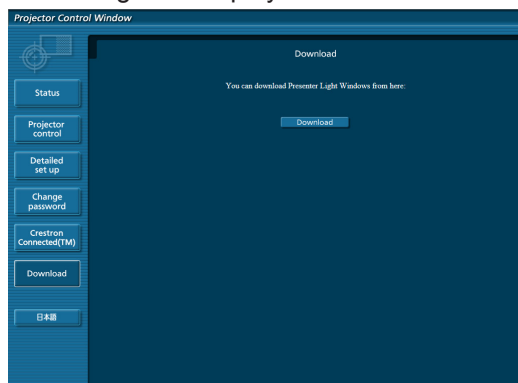 Projector Control Window
Download
You can download Presenter Light Windows from here:
Download
Status
Projector
control
Detailed
set up
Change
password
Crestron
Connected(TM)
Download
日本語